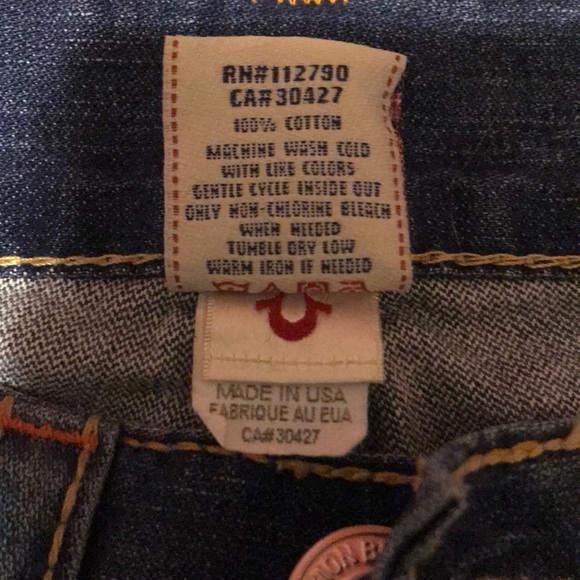 RN#112790
CA#30427
100% COTTON
MACHINE WASH COLD
WITH LIKE COLORS
GENTLE CYCLE INSIDE OUT
ONLY NON-CHLORINE BLEACH
WHEN NEEDED
TUMBLE DRY LOW
WARM IRON IF NEEDED
MADE IN USA
FABRIQUE AU EUA
CA#30427